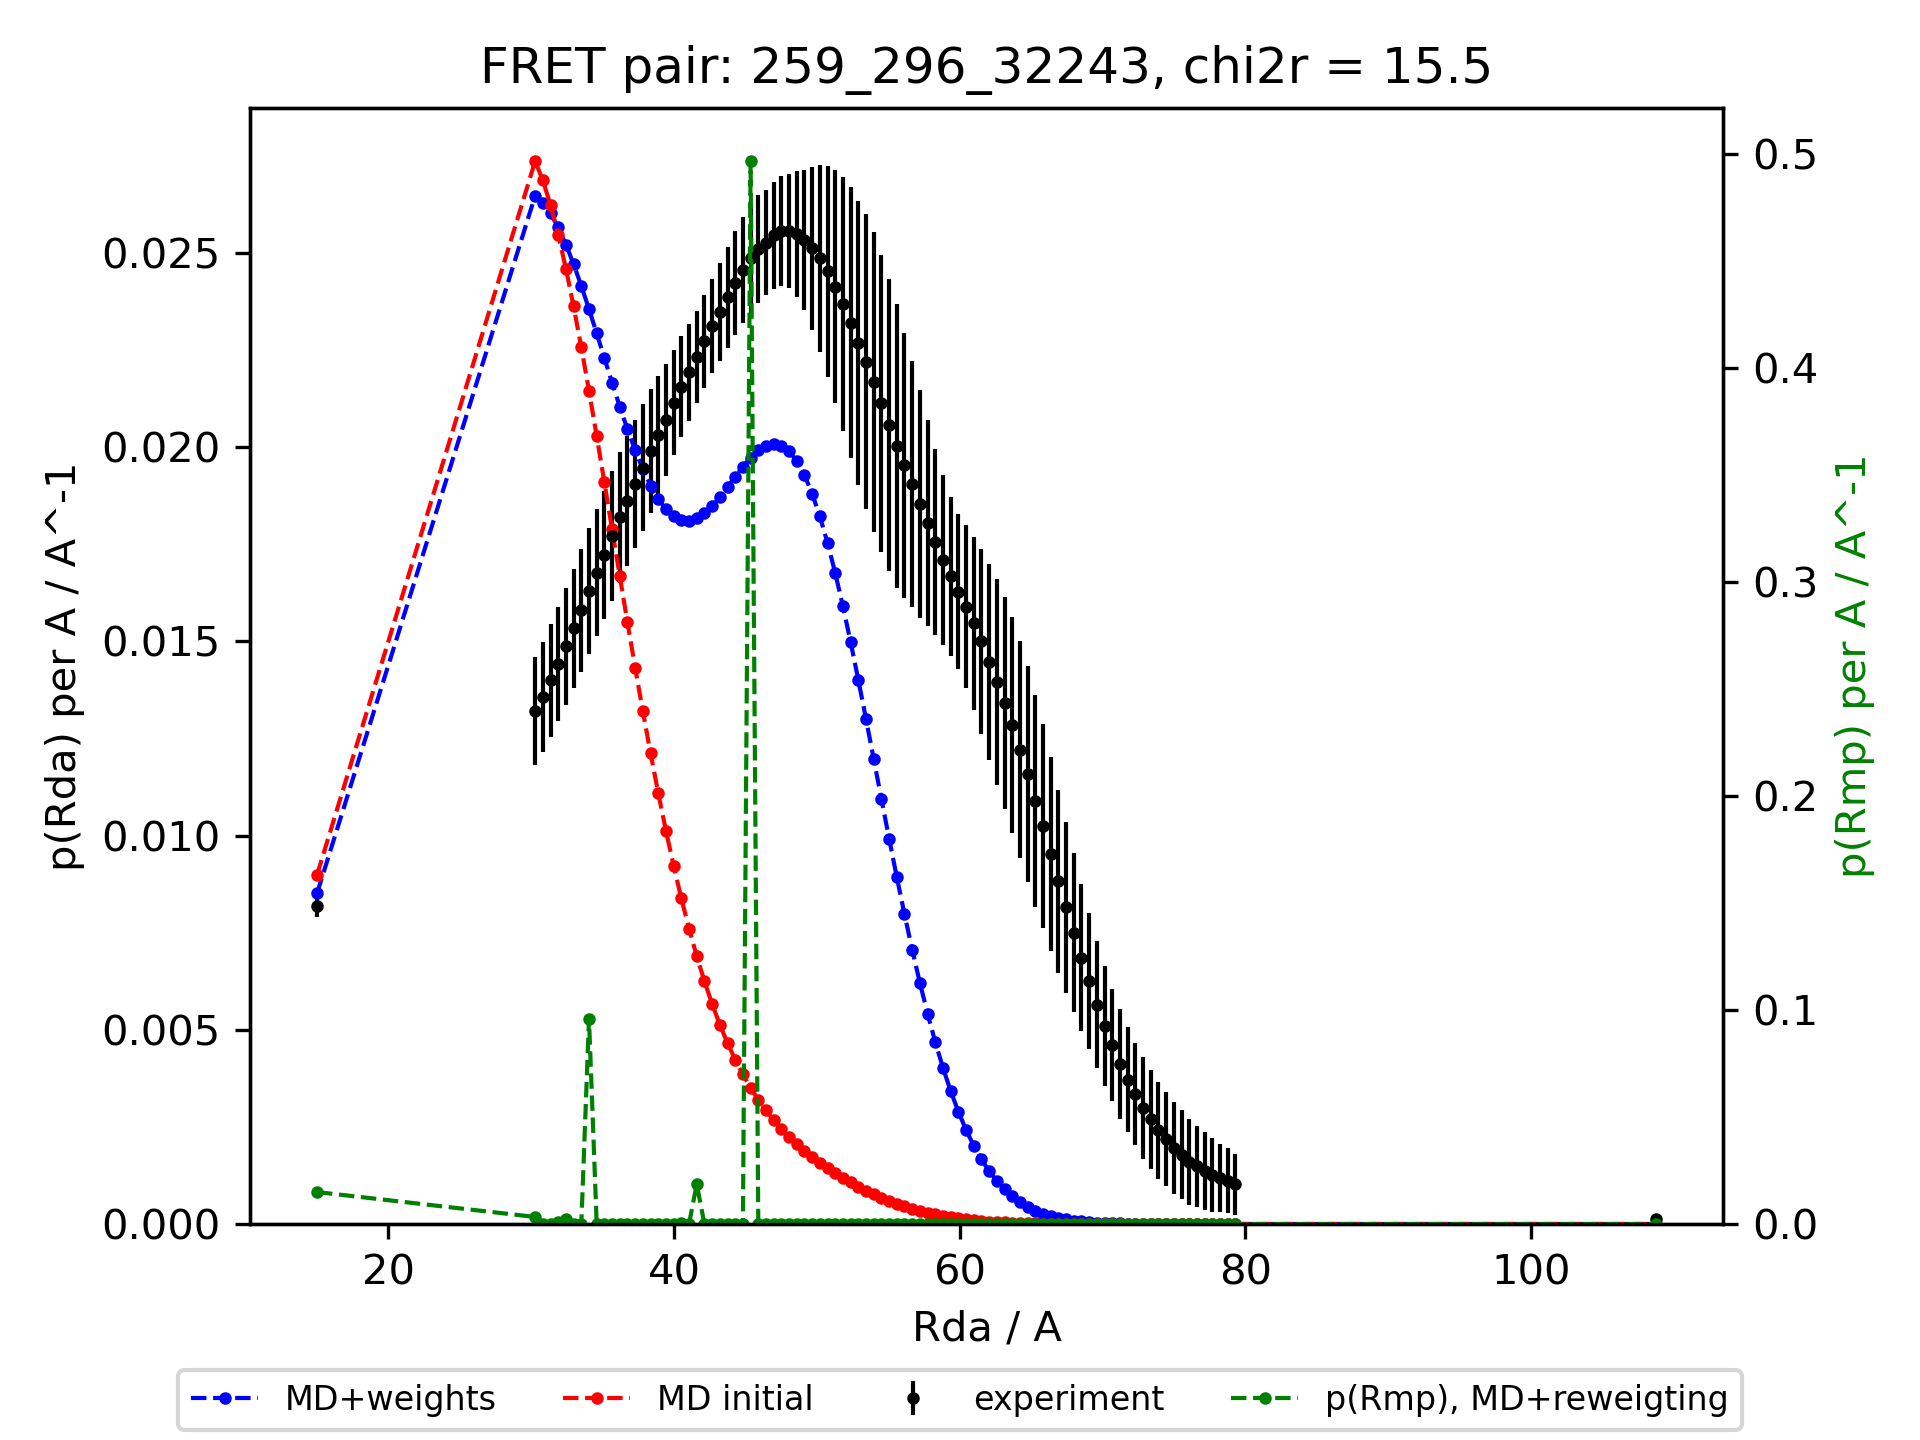 FRET pair: 259_296_32243, chi2r = 15.5
p(Rda) per A / A^-1
0.025
0.020
0.015
0.010
0.005
0.000
0.5
0.4
0.3
0.2
0.1
0.0
p(Rmp) per A / A^-1
20 40 60 80 100
Rda / A
MD+weights MD initial experiment p(Rmp), MD+reweigting